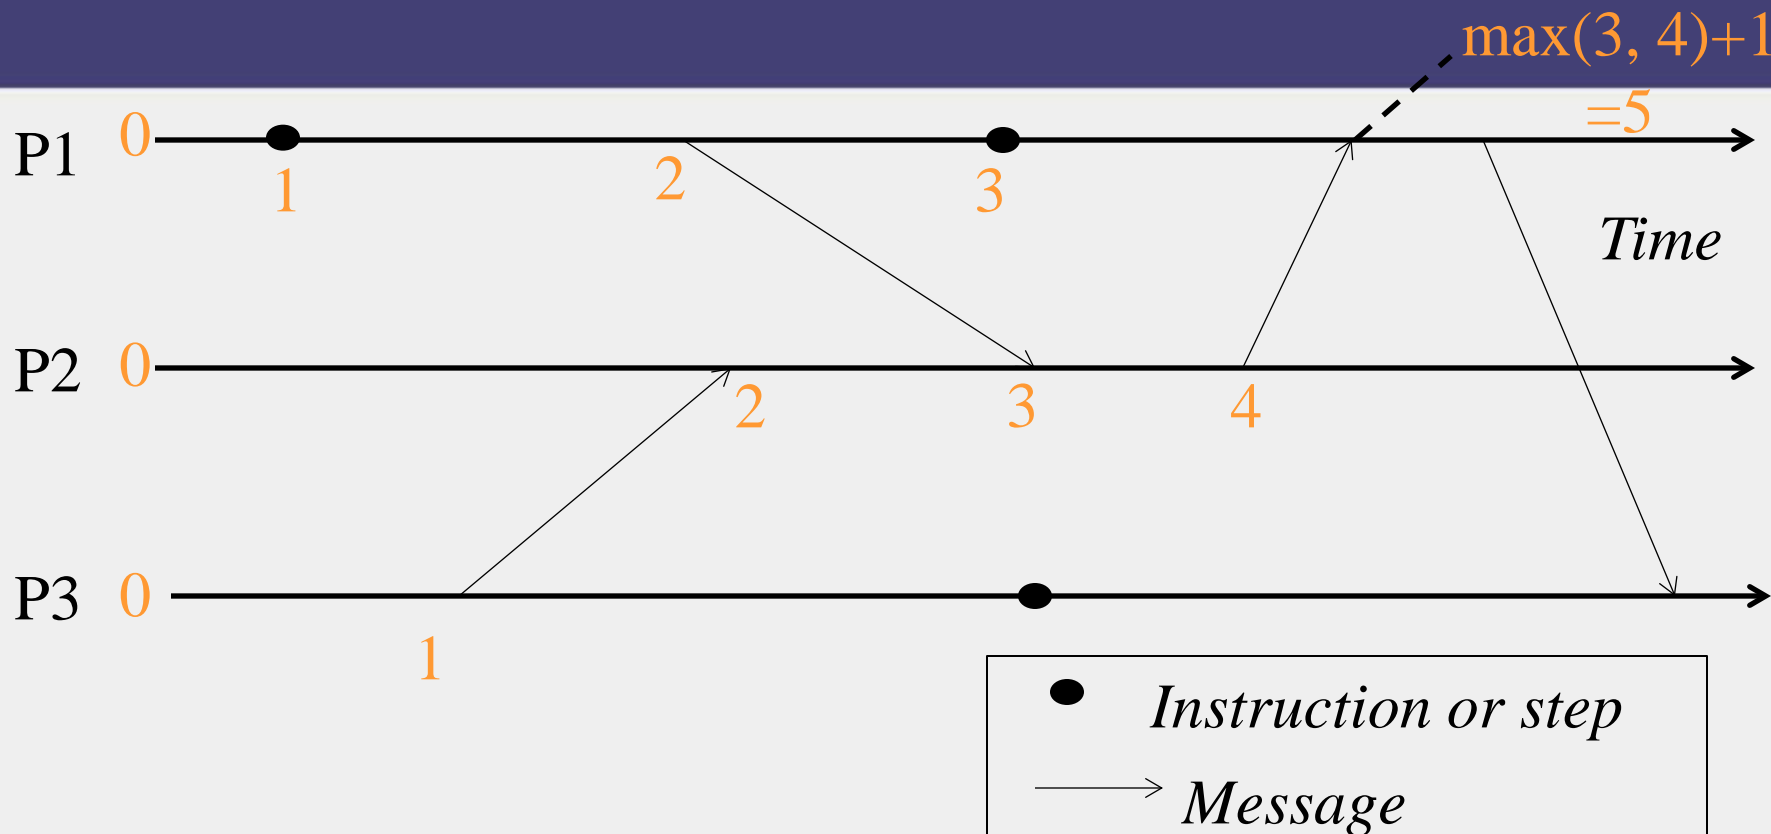 max(3, 4)+1
=5
P1 0
1 2 3
Time
P2 0
2 3 4
P3 0
1
Instruction or step
Message